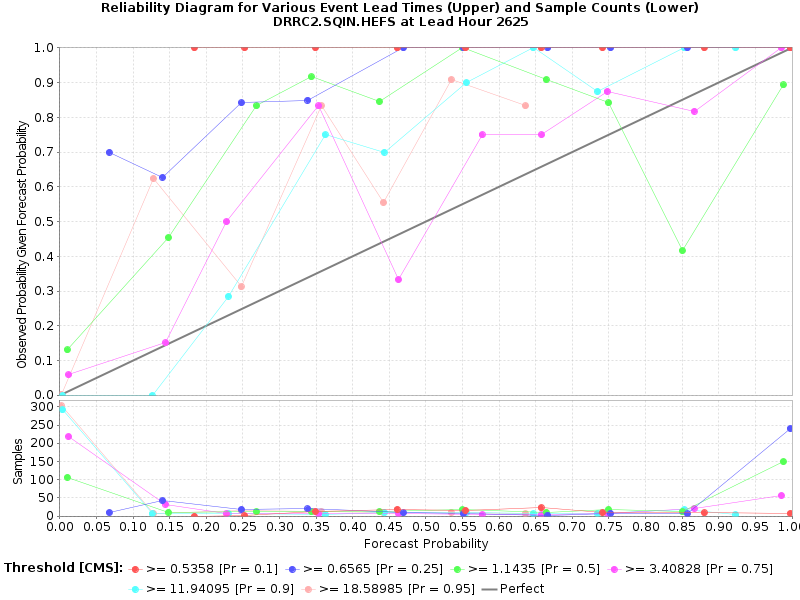 Reliability Diagram for Various Event Lead Times (Upper) and Sample Counts (Lower)
DRRC2.SQIN.HEFS at Lead Hour 2625
Observed Probability Given Forecast Probability
1.0
0.9
0.8
0.7
0.6
0.5
0.4
0.3
0.2
0.1
0.0
Samples
300
250
200
150
100
50
0
0.00 0.05 0.10 0.15 0.20 0.25 0.30 0.35 0.40 0.45 0.50 0.55 0.60 0.65 0.70 0.75 0.80 0.85 0.90 0.95 1.0
Forecast Probability
Threshold [CMS]: >= 0.5358 [Pr = 0.1] >= 0.6565 [Pr = 0.25] >= 1.1435 [Pr = 0.5] >= 3.40828 [Pr = 0.75]
>= 11.94095 [Pr = 0.9] >= 18.58985 [Pr = 0.95] Perfect